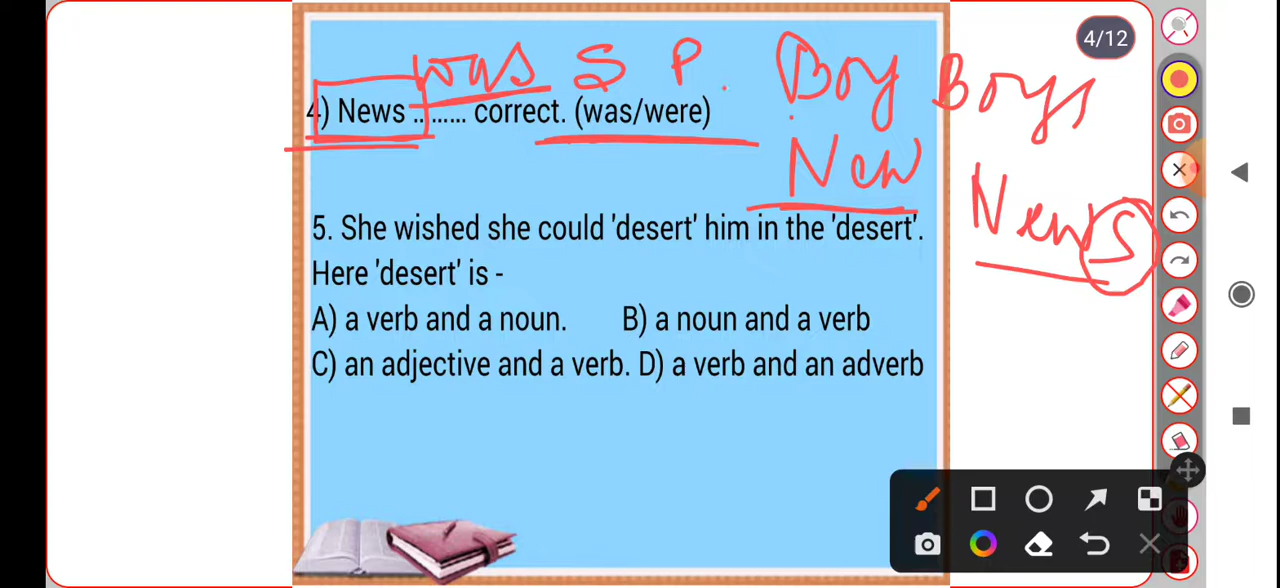 4/12
was S P. Boy Boys
4) News ......... correct. (was/were)
New
News
5. She wished she could 'desert' him in the 'desert'.
Here 'desert' is -
A) a verb and a noun. B) a noun and a verb
C) an adjective and a verb. D) a verb and an adverb